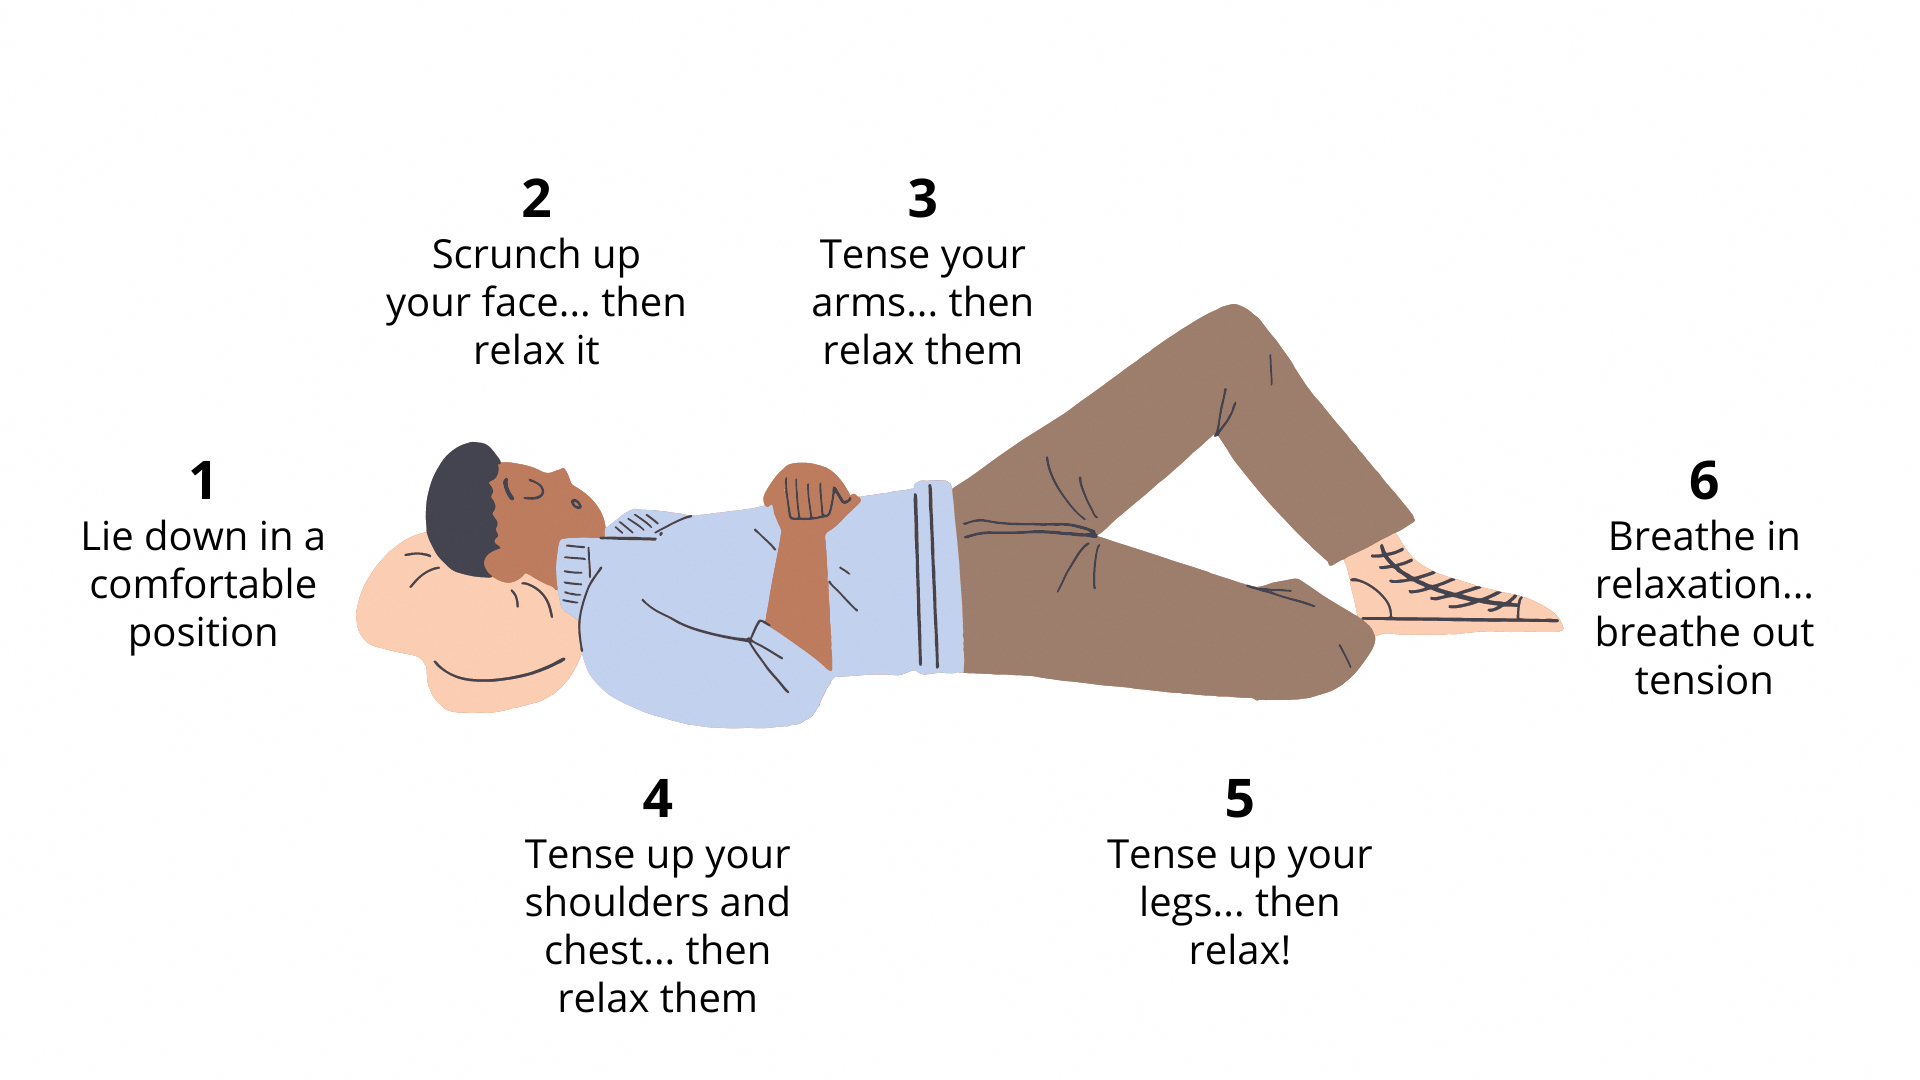 1
Lie down in a
comfortable
position
2
Scrunch up
your face... then
relax it
3
Tense your
arms... then
relax them
4
Tense up your
shoulders and
chest... then
relax them
5
Tense up your
legs... then
relax!
6
Breathe in
relaxation...
breathe out
tension